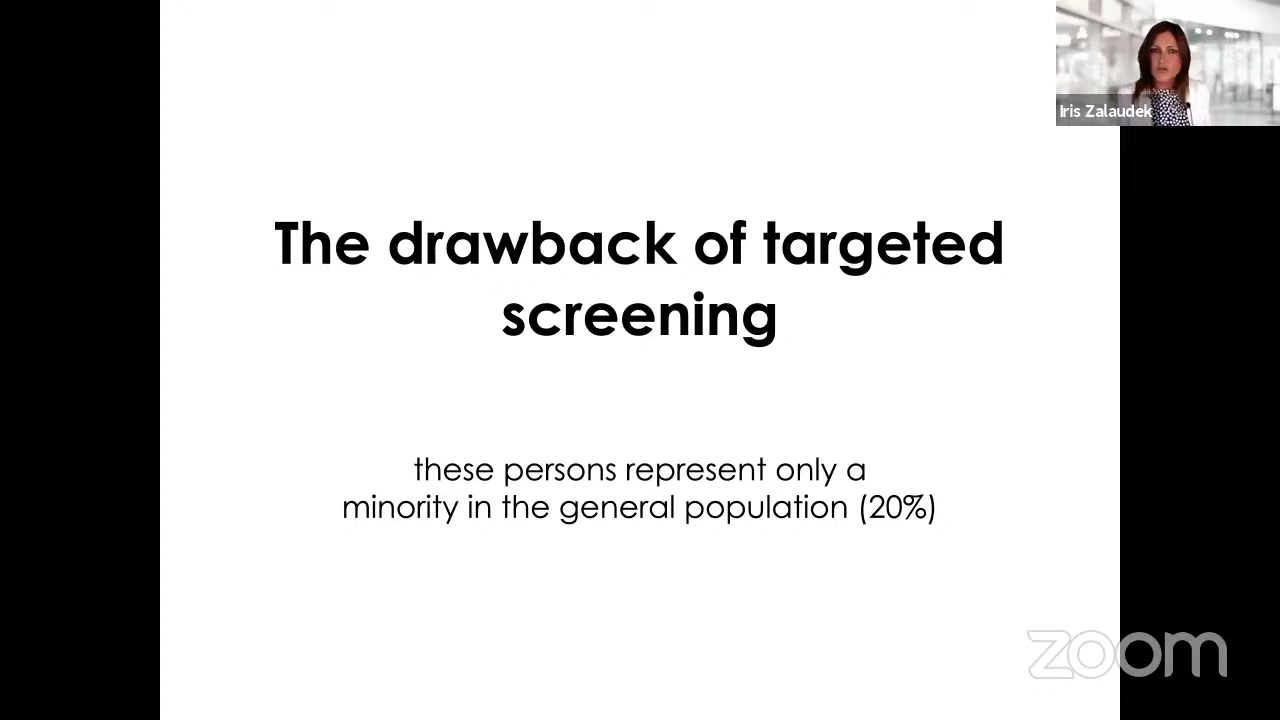 Iris Zalaudek
The drawback of targeted
screening
these persons represent only a
minority in the general population (20%)
zoom